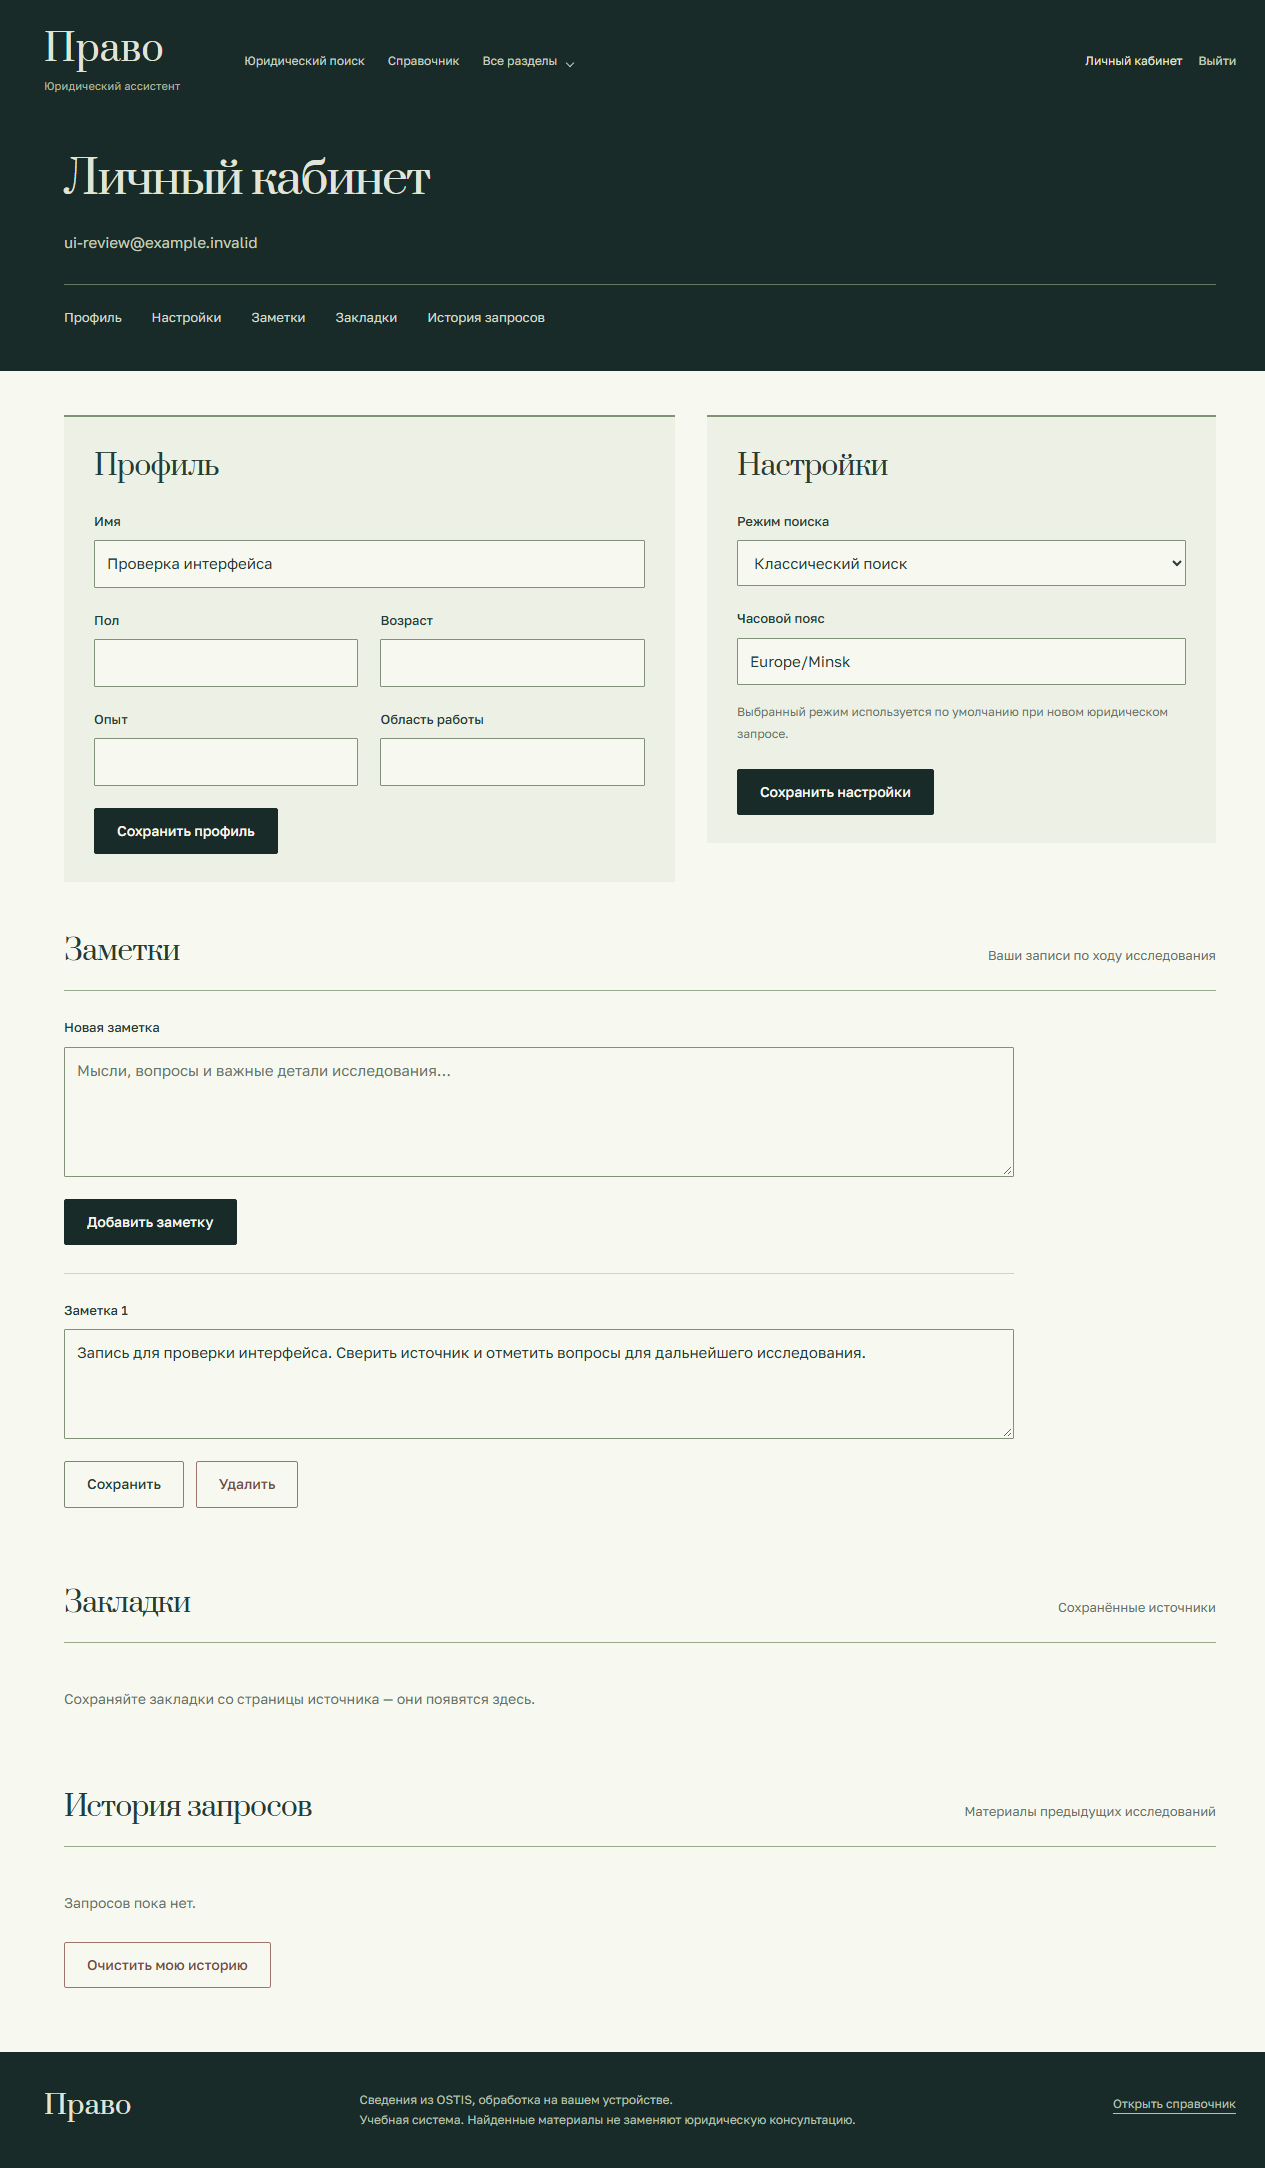 Право
Юридический ассистент
Юридический поиск
Справочник
Все разделы
Личный кабинет
Выйти
Личный кабинет
ui-review@example.invalid
Профиль
Настройки
Заметки
Закладки
История запросов
Профиль
Имя
Проверка интерфейса
Пол
Возраст
Опыт
Область работы
Сохранить профиль
Настройки
Режим поиска
Классический поиск
Часовой пояс
Europe/Minsk
Выбранный режим используется по умолчанию при новом юридическом
запросе.
Сохранить настройки
Заметки
Ваши записи по ходу исследования
Новая заметка
Мысли, вопросы и важные детали исследования...
Добавить заметку
Заметка 1
Запись для проверки интерфейса. Сверить источник и отметить вопросы для дальнейшего исследования.
Сохранить
Удалить
Закладки
Сохранённые источники
Сохраняйте закладки со страницы источника — они появятся здесь.
История запросов
Материалы предыдущих исследований
Запросов пока нет.
Очистить мою историю
Право
Сведения из OSTIS, обработка на вашем устройстве.
Учебная система. Найденные материалы не заменяют юридическую консультацию.
Открыть справочник